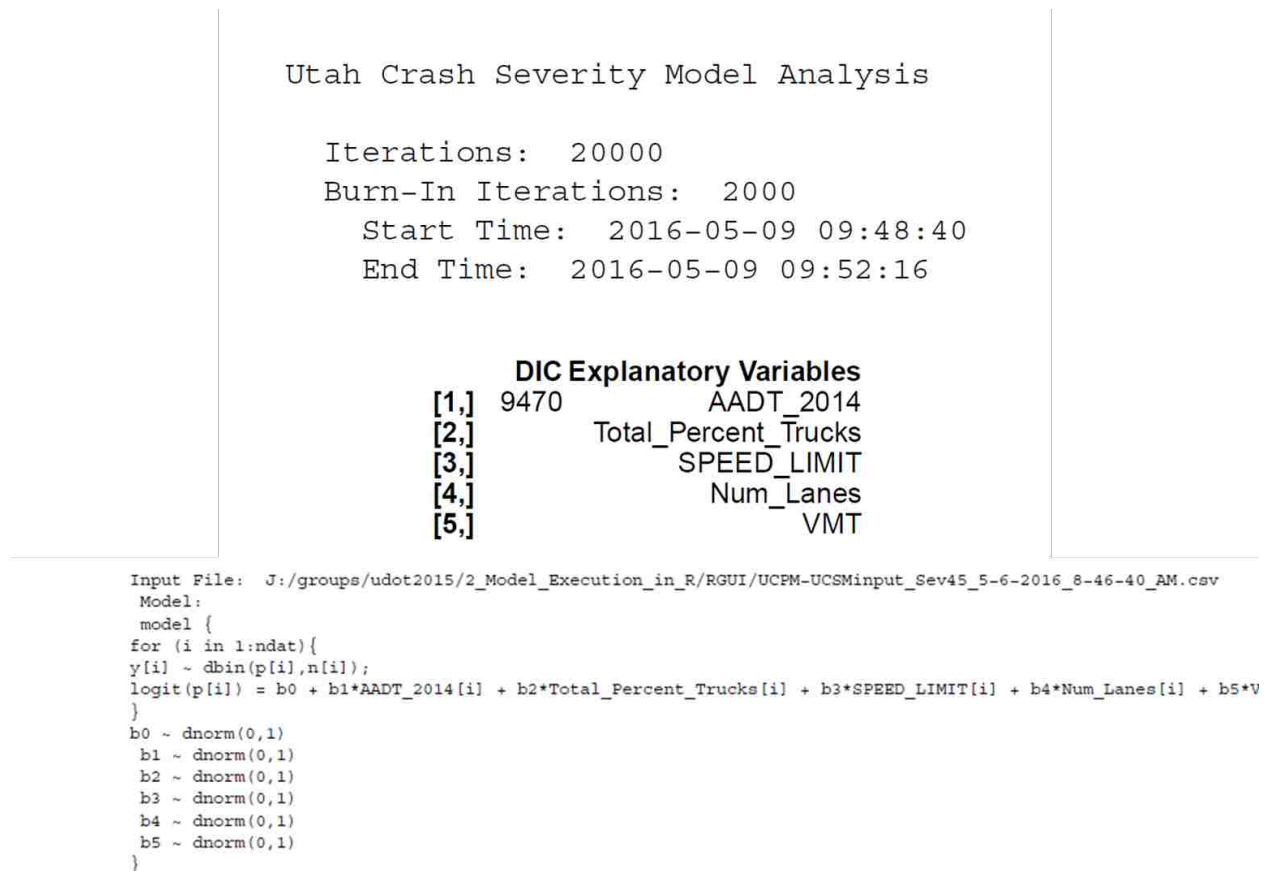 Utah Crash Severity Model Analysis
Iterations: 20000
Burn-In Iterations: 2000
Start Time: 2016-05-09 09:48:40
End Time: 2016-05-09 09:52:16
DIC Explanatory Variables
[1,] 9470 AADT_2014
[2,] Total_Percent_Trucks
[3,] SPEED_LIMIT
[4,] Num_Lanes
[5,] VMT
Input File: J:/groups/udot2015/2_Model_Execution_in_R/RGUI/UCPM-UCSMinput_Sev45_5-6-2016_8-46-40_AM.csv
Model:
model {
for (i in 1:ndat){
y[i] ~ dbin(p[i],n[i]);
logit(p[i]) = b0 + b1*AADT_2014[i] + b2*Total_Percent_Trucks[i] + b3*SPEED_LIMIT[i] + b4*Num_Lanes[i] + b5*V
}
b0 ~ dnorm(0,1)
b1 ~ dnorm(0,1)
b2 ~ dnorm(0,1)
b3 ~ dnorm(0,1)
b4 ~ dnorm(0,1)
b5 ~ dnorm(0,1)
}